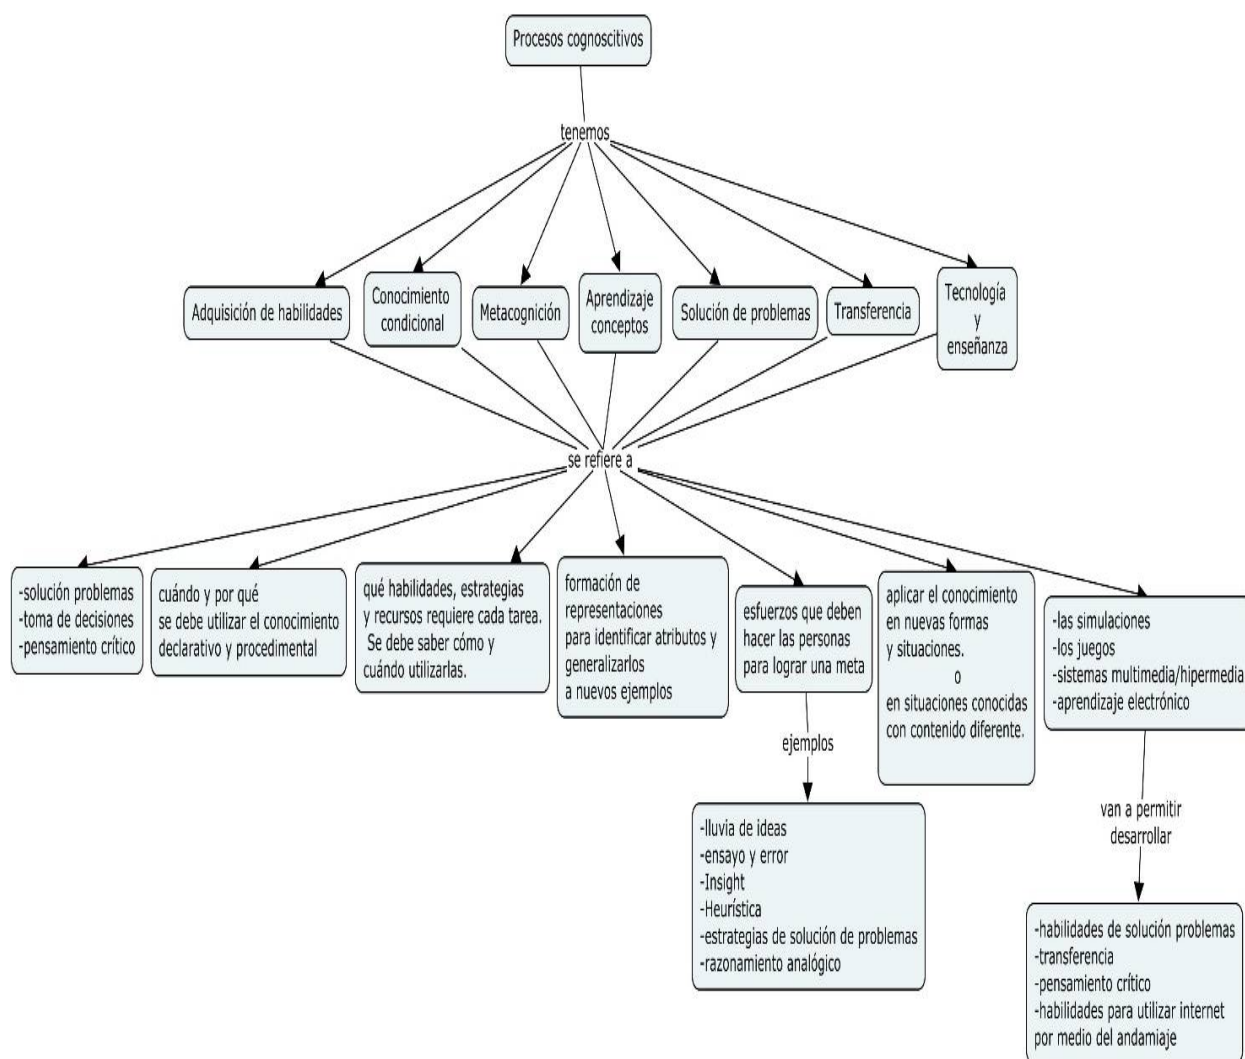 Procesos cognoscitivos
tenemos
Adquisición de habilidades
Conocimiento
condicional
Metacognición
Aprendizaje
conceptos
Solución de problemas
Transferencia
Tecnología
y
enseñanza
se refiere a
-solución problemas
-toma de decisiones
-pensamiento crítico
cuándo y por qué
se debe utilizar el conocimiento
declarativo y procedimental
qué habilidades, estrategias
y recursos requiere cada tarea.
Se debe saber cómo y
cuándo utilizarlas.
formación de
representaciones
para identificar atributos y
generalizarlos
a nuevos ejemplos
esfuerzos que deben
hacer las personas
para lograr una meta
aplicar el conocimiento
en nuevas formas
y situaciones.
o
en situaciones conocidas
con contenido diferente.
-las simulaciones
-los juegos
-sistemas multimedia/hipermedia
-aprendizaje electrónico
ejemplos
-lluvia de ideas
-ensayo y error
-Insight
-Heurística
-estrategias de solución de problemas
-razonamiento analógico
van a permitir
desarrollar
-habilidades de solución problemas
-transferencia
-pensamiento crítico
-habilidades para utilizar internet
por medio del andamiaje